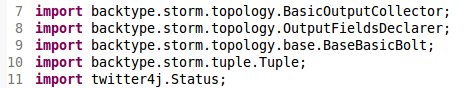 7 import backtype.storm.topology.BasicOutputCollector;
8 import backtype.storm.topology.OutputFieldsDeclarer;
9 import backtype.storm.topology.base.BaseBasicBolt;
10 import backtype.storm.tuple.Tuple;
11 import twitter4j.Status;